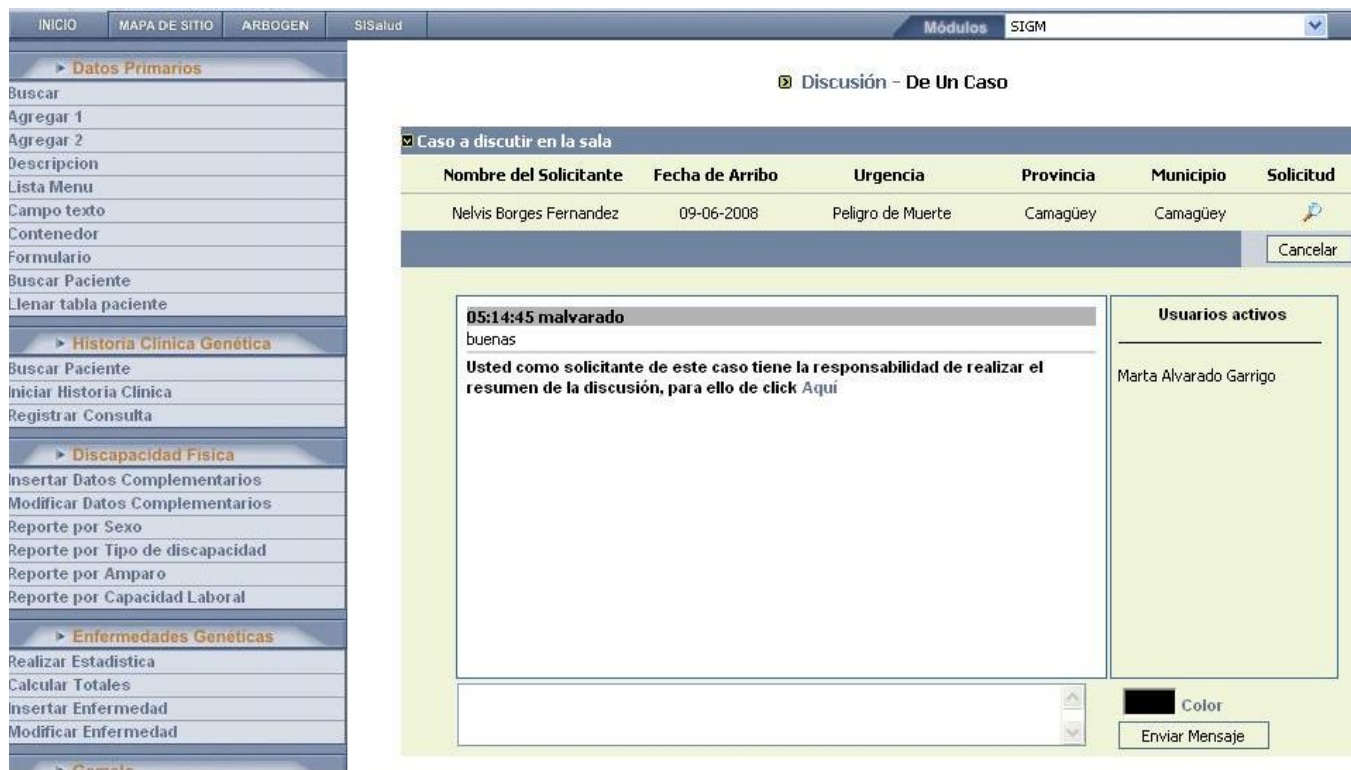 INICIO MAPA DE SITIO ARBOGEN SISalud Módulos SIGM
Datos Primarios
Buscar
Agregar 1
Agregar 2
Descripcion
Lista Menu
Campo texto
Contenedor
Formulario
Buscar Paciente
Llenar tabla paciente
Historia Clínica Genética
Buscar Paciente
Iniciar Historia Clinica
Registrar Consulta
Discapacidad Fisica
Insertar Datos Complementarios
Modificar Datos Complementarios
Reporte por Sexo
Reporte por Tipo de discapacidad
Reporte por Amparo
Reporte por Capacidad Laboral
Enfermedades Genéticas
Realizar Estadistica
Calcular Totales
Insertar Enfermedad
Modificar Enfermedad
Discusión - De Un Caso
Caso a discutir en la sala
Nombre del Solicitante Fecha de Arribo Urgencia Provincia Municipio Solicitud
Nelvis Borges Fernandez 09-06-2008 Peligro de Muerte Camagüey Camagüey
Cancelar
05:14:45 malvarado
buenas
Usted como solicitante de este caso tiene la responsabilidad de realizar el
resumen de la discusión, para ello de click Aquí
Usuarios activos
Marta Alvarado Garrigo
Color
Enviar Mensaje